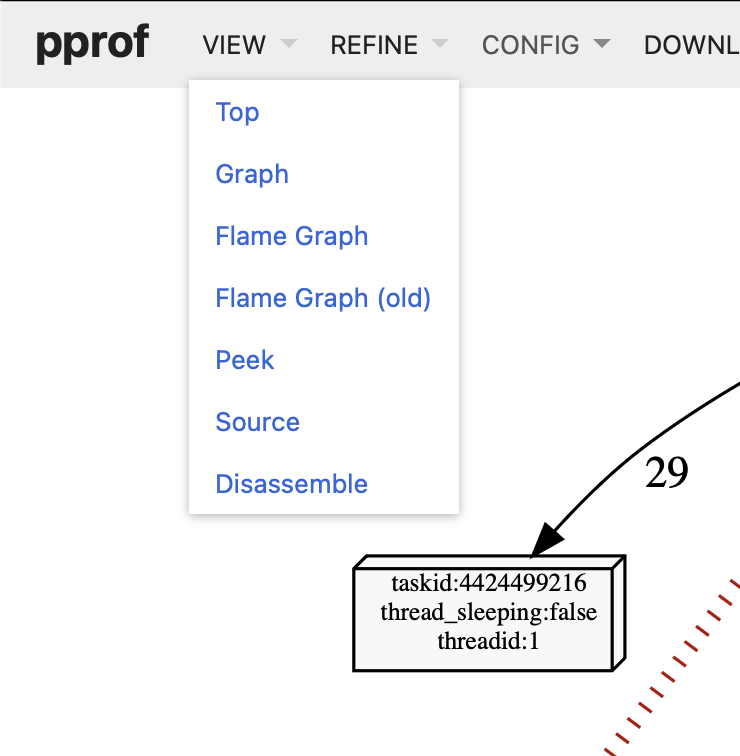 pprof VIEW REFINE CONFIG DOWNL
Top
Graph
Flame Graph
Flame Graph (old)
Peek
Source
Disassemble
29
taskid:4424499216
thread_sleeping:false
threadid:1